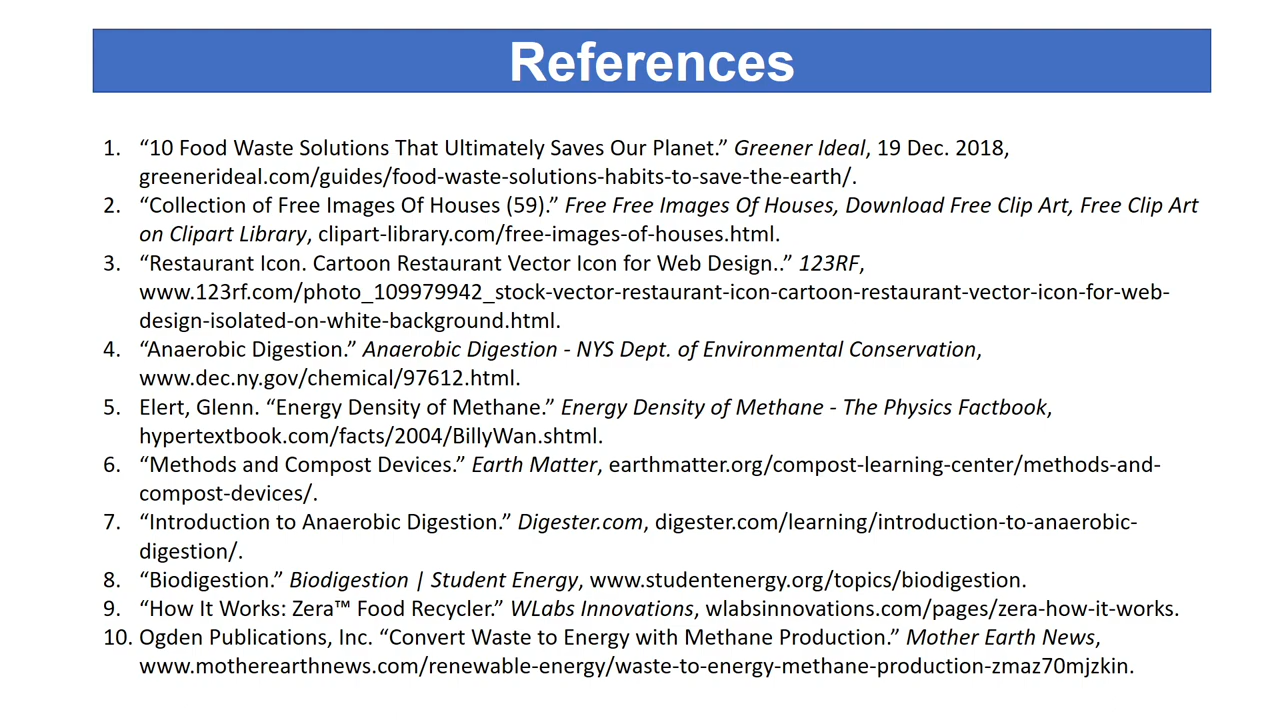 References
1. “10 Food Waste Solutions That Ultimately Saves Our Planet.” Greener Ideal, 19 Dec. 2018,
greenerideal.com/guides/food-waste-solutions-habits-to-save-the-earth/.
2. “Collection of Free Images Of Houses (59).” Free Free Images Of Houses, Download Free Clip Art, Free Clip Art
on Clipart Library, clipart-library.com/free-images-of-houses.html.
3. “Restaurant Icon. Cartoon Restaurant Vector Icon for Web Design..” 123RF,
www.123rf.com/photo_109979942_stock-vector-restaurant-icon-cartoon-restaurant-vector-icon-for-web-
design-isolated-on-white-background.html.
4. “Anaerobic Digestion.” Anaerobic Digestion - NYS Dept. of Environmental Conservation,
www.dec.ny.gov/chemical/97612.html.
5. Elert, Glenn. “Energy Density of Methane.” Energy Density of Methane - The Physics Factbook,
hypertextbook.com/facts/2004/BillyWan.shtml.
6. “Methods and Compost Devices.” Earth Matter, earthmatter.org/compost-learning-center/methods-and-
compost-devices/.
7. “Introduction to Anaerobic Digestion.” Digester.com, digester.com/learning/introduction-to-anaerobic-
digestion/.
8. “Biodigestion.” Biodigestion | Student Energy, www.studentenergy.org/topics/biodigestion.
9. “How It Works: Zera™ Food Recycler.” WLabs Innovations, wlabsinnovations.com/pages/zera-how-it-works.
10. Ogden Publications, Inc. “Convert Waste to Energy with Methane Production.” Mother Earth News,
www.motherearthnews.com/renewable-energy/waste-to-energy-methane-production-zmaz70mjzkin.